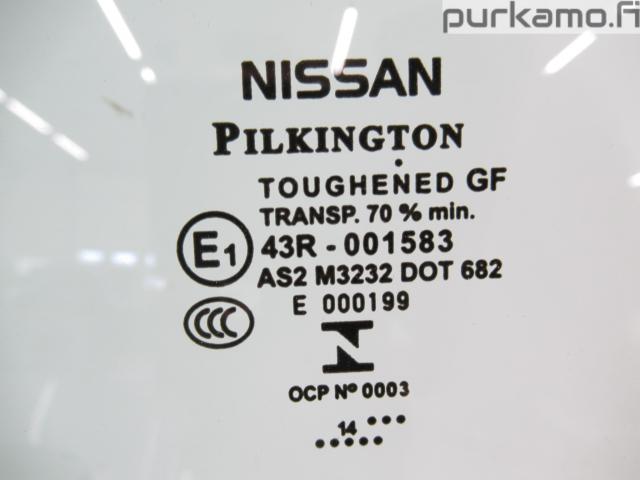 purkamo.fi
NISSAN
PILKINGTON
TOUGHENED GF
TRANSP. 70 % min.
E1 43R - 001583
AS2 M3232 DOT 682
E 000199
CCC
OCP Nº 0003
14